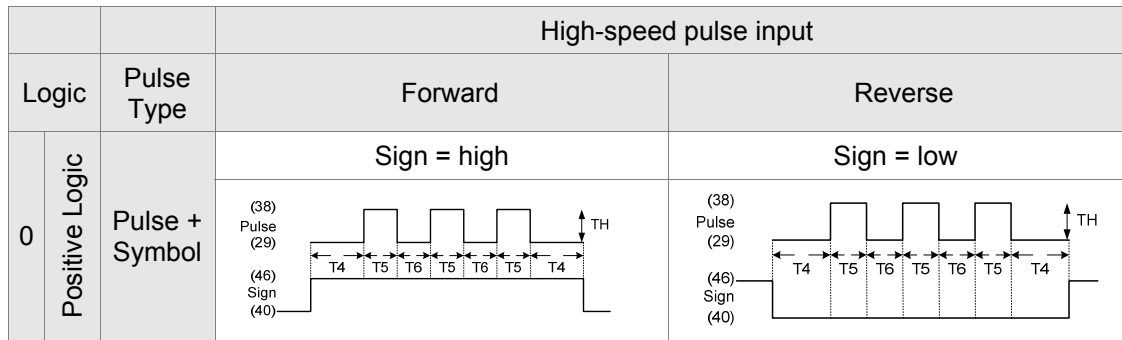 High-speed pulse input
Logic
Pulse
Type
Forward
Reverse
0
Positive Logic
Pulse +
Symbol
Sign = high
Sign = low
(38)
Pulse
(29)
TH
T4 T5 T6 T5 T6 T5 T4
(46)
Sign
(40)
(38)
Pulse
(29)
TH
T4 T5 T6 T5 T6 T5 T4
(46)
Sign
(40)